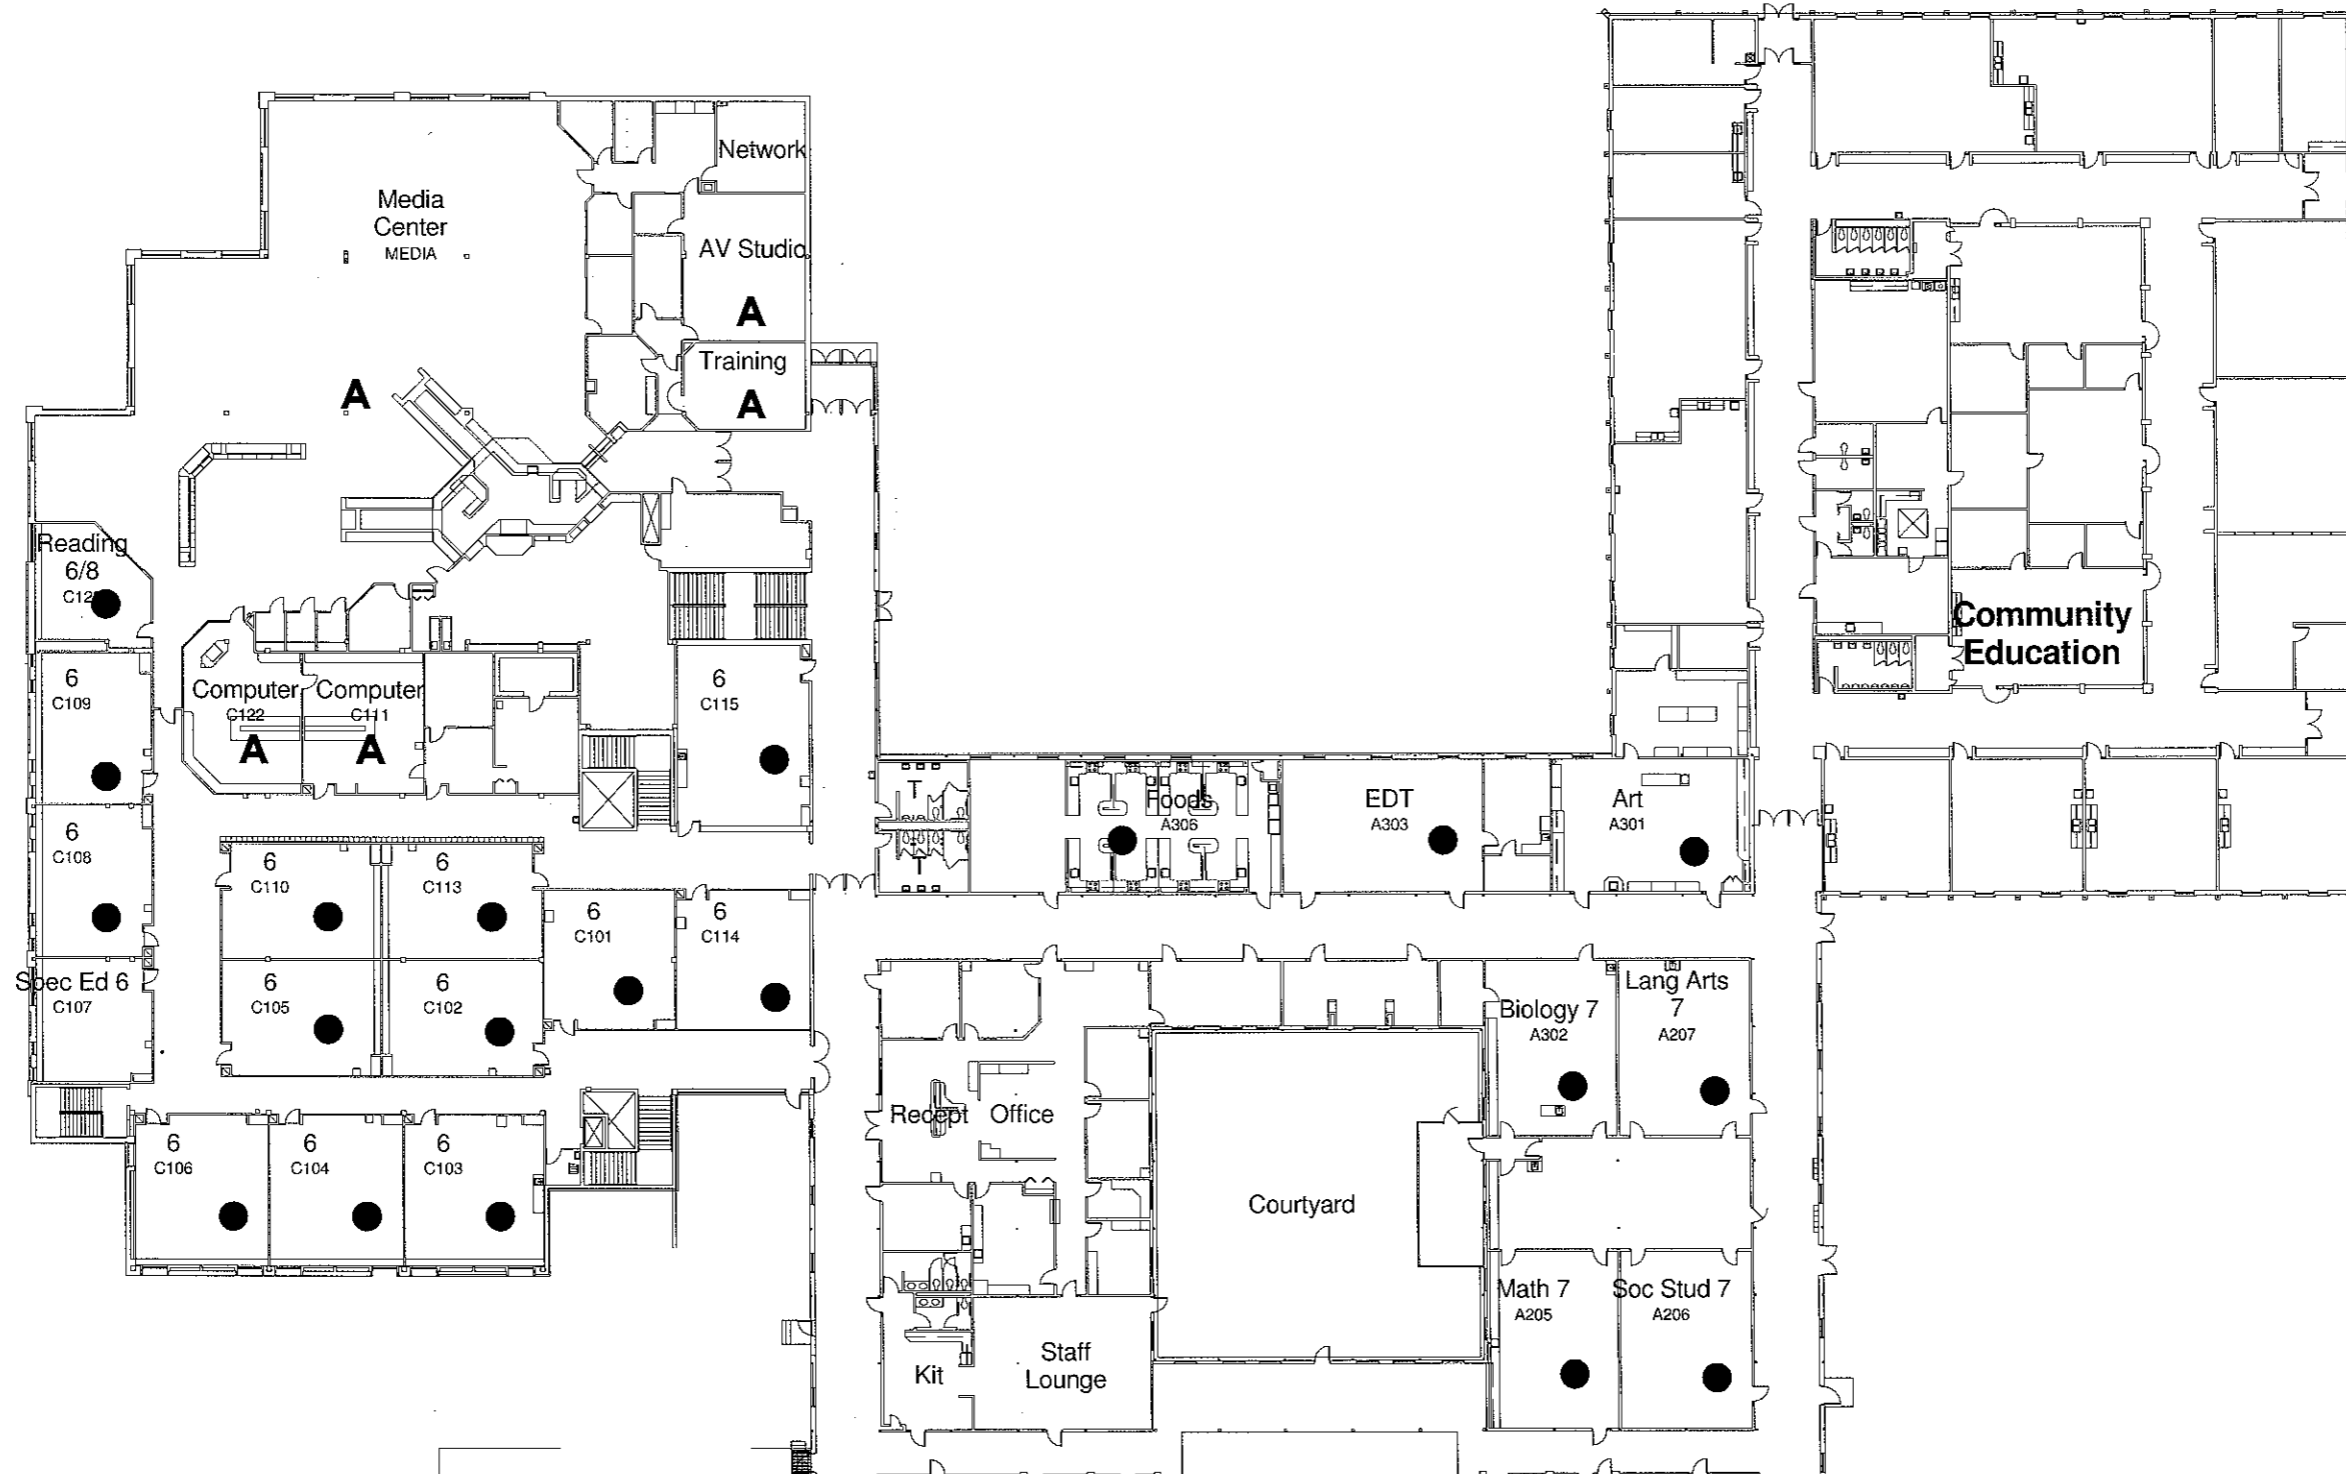 Network
Media
Center
MEDIA
AV Studio
A
Training
A
A
Reading
6/8
6
C109
Computer
C122
A
Computer
C111
A
6
C115
Community
Education
6
C108
6
C110
6
C113
6
C101
6
C114
T
T
Foods
A306
EDT
A303
Art
A301
Spec Ed 6
C107
6
C105
6
C102
Biology 7
A302
Lang Arts
7
A207
6
C106
6
C104
6
C103
Recept
Office
Courtyard
Math 7
A205
Soc Stud 7
A206
Kit
Staff
Lounge